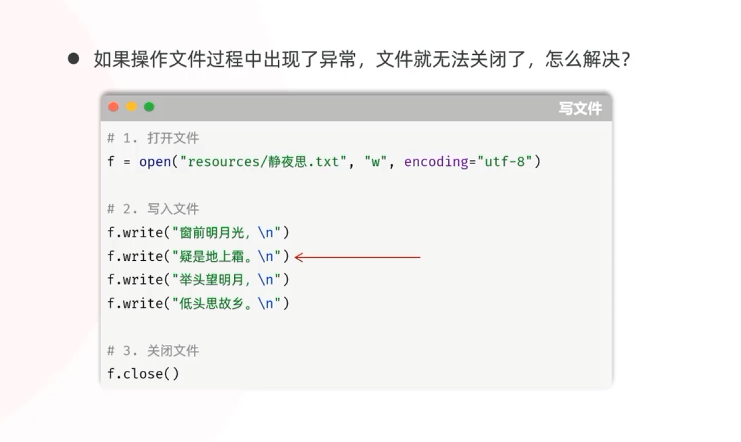 ● 如果操作文件过程中出现了异常，文件就无法关闭了，怎么解决？
写文件
# 1. 打开文件
f = open("resources/静夜思.txt", "w", encoding="utf-8")
# 2. 写入文件
f.write("窗前明月光，\n")
f.write("疑是地上霜。\n")
f.write("举头望明月，\n")
f.write("低头思故乡。\n")
# 3. 关闭文件
f.close()